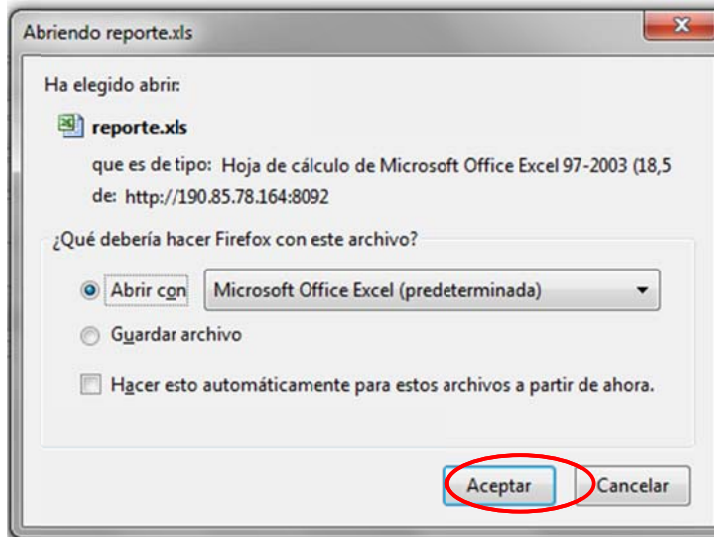 Abriendo reporte.xls
Ha elegido abrir:
reporte.xls
que es de tipo: Hoja de cálculo de Microsoft Office Excel 97-2003 (18,5
de: http://190.85.78.164:8092
¿Qué debería hacer Firefox con este archivo?
Abrir con Microsoft Office Excel (predeterminada)
Guardar archivo
Hacer esto automáticamente para estos archivos a partir de ahora.
Aceptar Cancelar